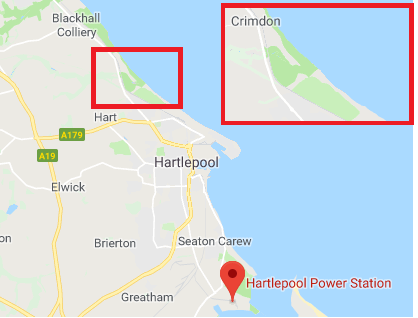 Blackhall
Colliery
Crimdon
Hart
A179
A19
Hartlepool
Elwick
Brierton
Seaton Carew
Hartlepool Power Station
Greatham